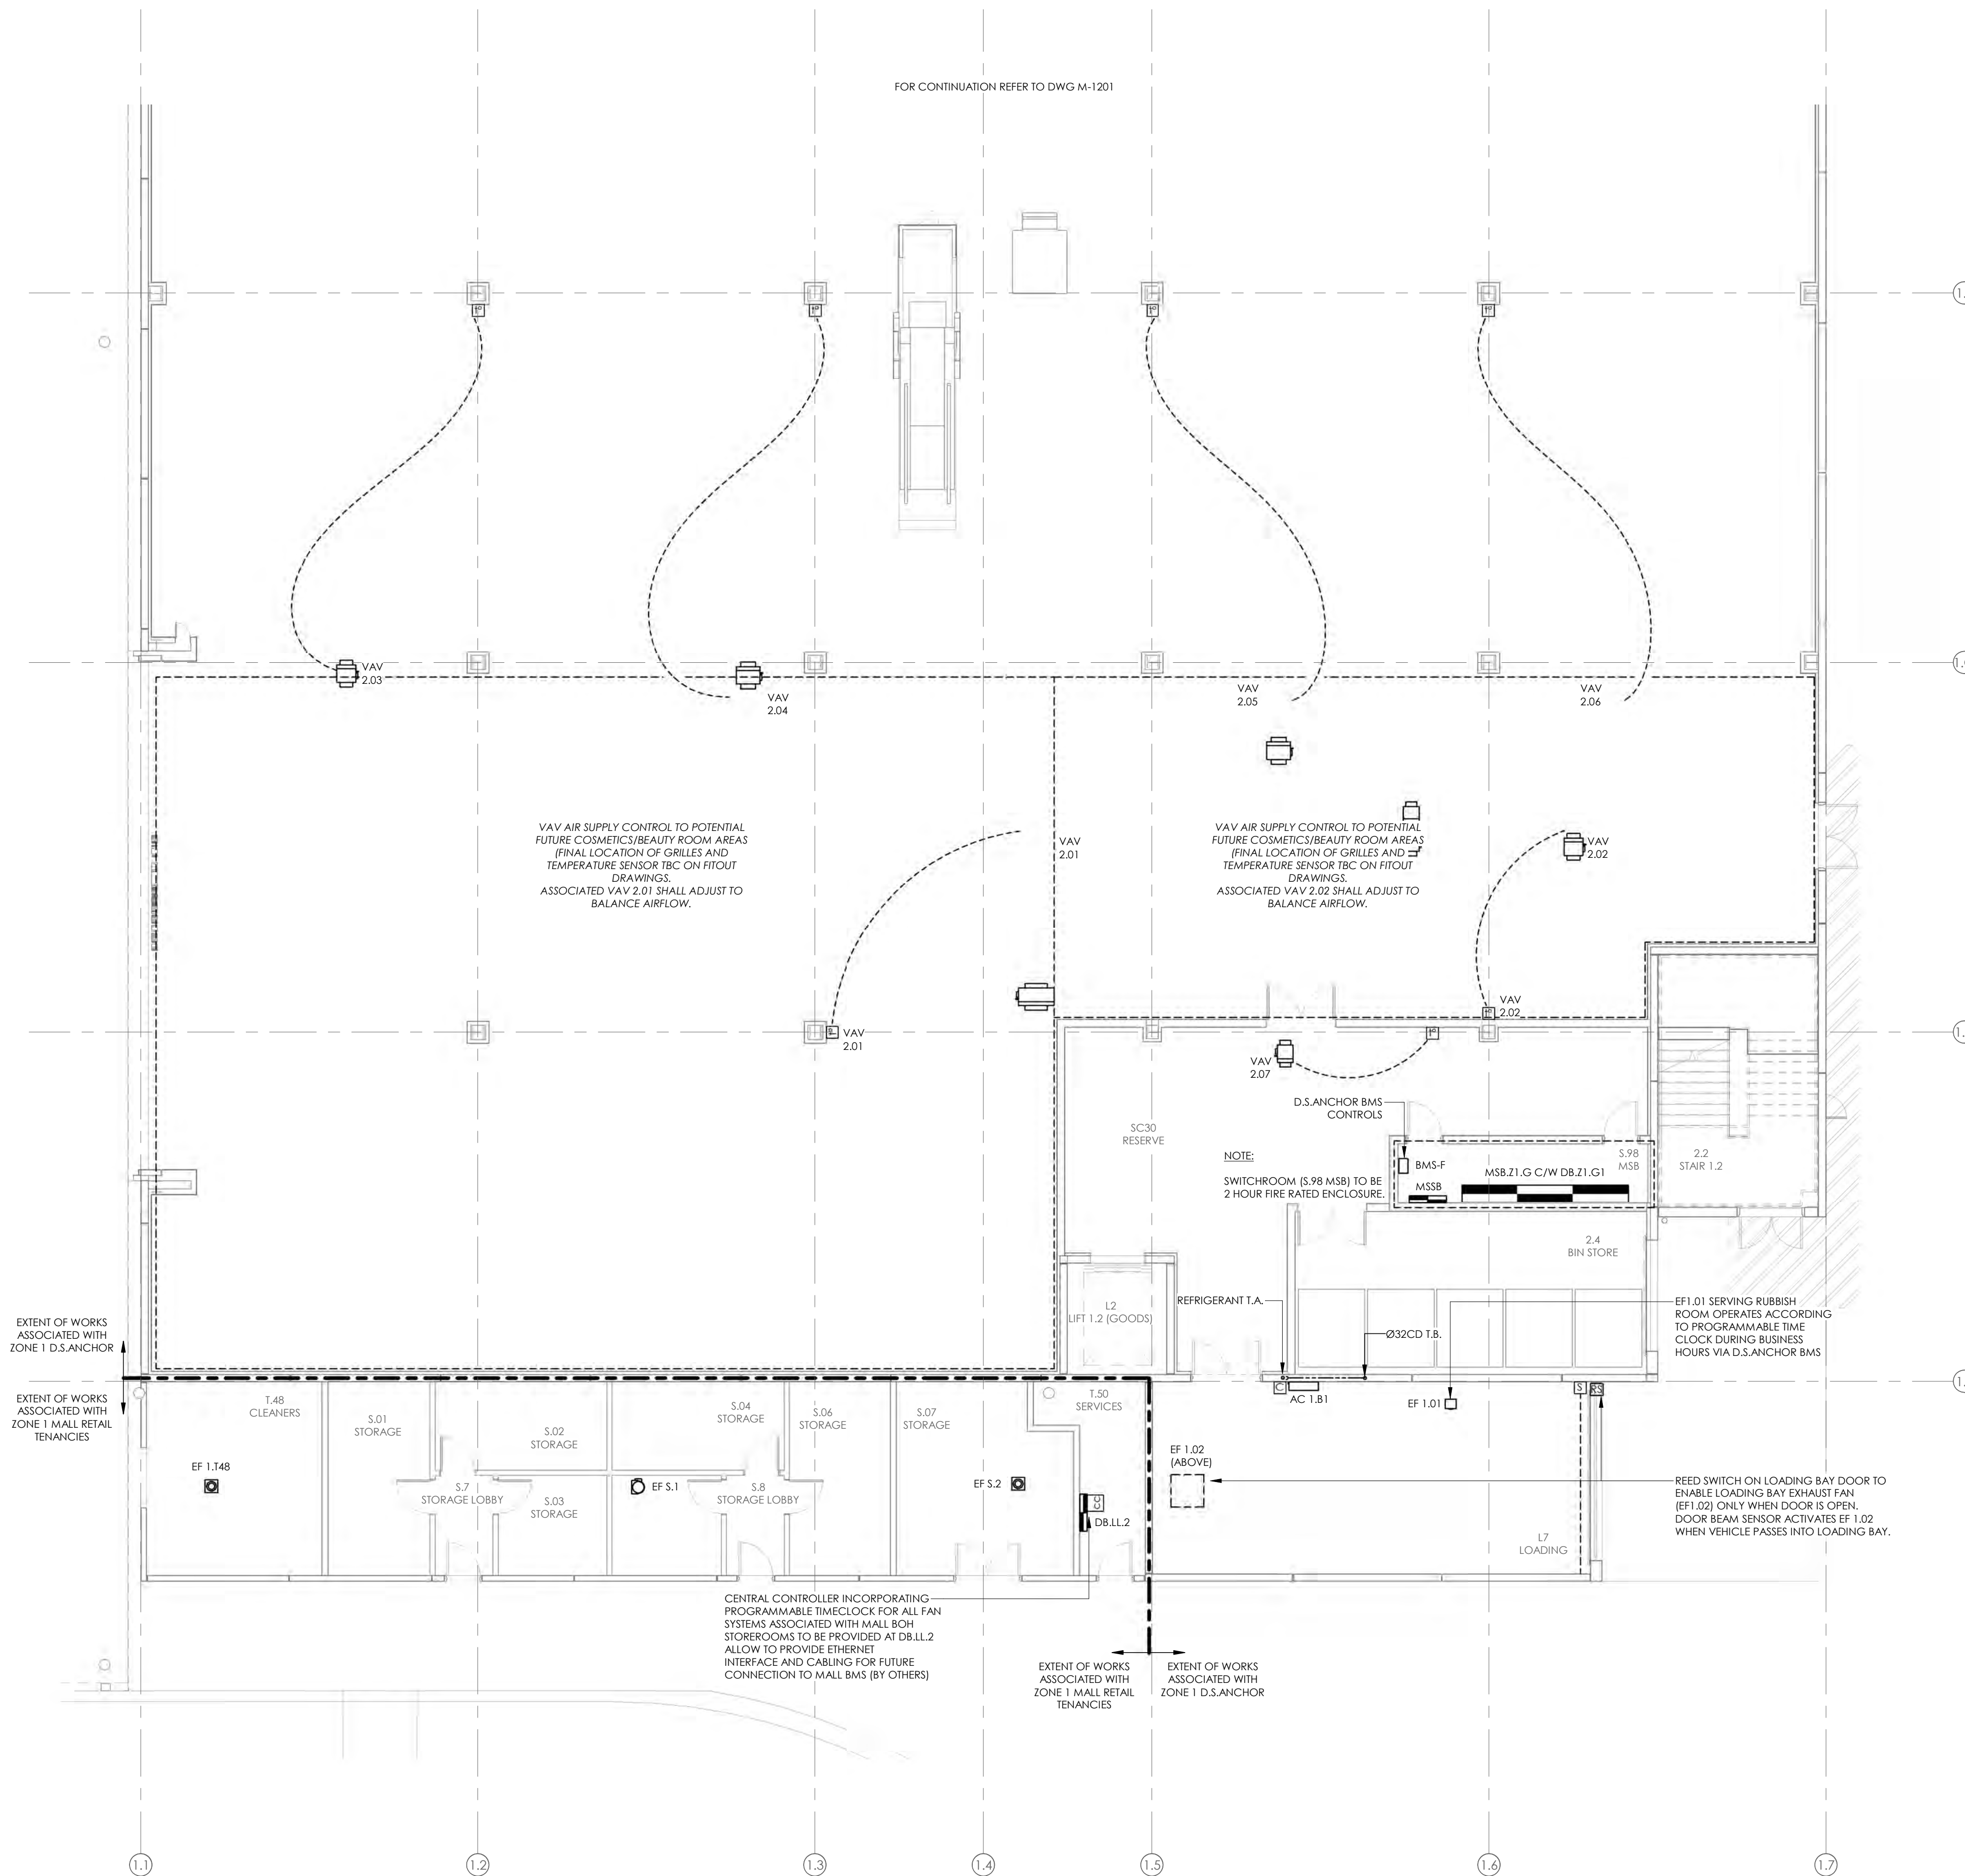 FOR CONTINUATION REFER TO DWG M-1201
VAV
2.03
VAV
2.04
VAV
2.05
VAV
2.06
VAV AIR SUPPLY CONTROL TO POTENTIAL
FUTURE COSMETICS/BEAUTY ROOM AREAS
(FINAL LOCATION OF GRILLES AND
TEMPERATURE SENSOR TBC ON FITOUT
DRAWINGS.
ASSOCIATED VAV 2.01 SHALL ADJUST TO
BALANCE AIRFLOW.
VAV
2.01
VAV AIR SUPPLY CONTROL TO POTENTIAL
FUTURE COSMETICS/BEAUTY ROOM AREAS
(FINAL LOCATION OF GRILLES AND
TEMPERATURE SENSOR TBC ON FITOUT
DRAWINGS.
ASSOCIATED VAV 2.02 SHALL ADJUST TO
BALANCE AIRFLOW.
VAV
2.02
VAV
2.01
VAV
2.02
VAV
2.07
D.S.ANCHOR BMS
CONTROLS
SC30
RESERVE
NOTE:
SWITCHROOM (S.98 MSB) TO BE
2 HOUR FIRE RATED ENCLOSURE.
BMS-F
MSSB
MSB.Z1.G C/W DB.Z1.G1
S.98
MSB
2.2
STAIR 1.2
2.4
BIN STORE
L2
LIFT 1.2 (GOODS)
REFRIGERANT T.A.
Ø32CD T.B.
EF1.01 SERVING RUBBISH
ROOM OPERATES ACCORDING
TO PROGRAMMABLE TIME
CLOCK DURING BUSINESS
HOURS VIA D.S.ANCHOR BMS
EXTENT OF WORKS
ASSOCIATED WITH
ZONE 1 D.S.ANCHOR
EXTENT OF WORKS
ASSOCIATED WITH
ZONE 1 MALL RETAIL
TENANCIES
T.48
CLEANERS
S.01
STORAGE
S.02
STORAGE
S.04
STORAGE
S.06
STORAGE
S.07
STORAGE
T.50
SERVICES
C
AC 1.B1
EF 1.01
S
RS
EF 1.T48
S.7
STORAGE LOBBY
S.03
STORAGE
EF S.1
S.8
STORAGE LOBBY
EF S.2
CC
DB.LL.2
EF 1.02
(ABOVE)
L7
LOADING
REED SWITCH ON LOADING BAY DOOR TO
ENABLE LOADING BAY EXHAUST FAN
(EF1.02) ONLY WHEN DOOR IS OPEN.
DOOR BEAM SENSOR ACTIVATES EF 1.02
WHEN VEHICLE PASSES INTO LOADING BAY.
CENTRAL CONTROLLER INCORPORATING
PROGRAMMABLE TIMECLOCK FOR ALL FAN
SYSTEMS ASSOCIATED WITH MALL BOH
STOREROOMS TO BE PROVIDED AT DB.LL.2
ALLOW TO PROVIDE ETHERNET
INTERFACE AND CABLING FOR FUTURE
CONNECTION TO MALL BMS (BY OTHERS)
EXTENT OF WORKS
ASSOCIATED WITH
ZONE 1 MALL RETAIL
TENANCIES
EXTENT OF WORKS
ASSOCIATED WITH
ZONE 1 D.S.ANCHOR
1.1
1.2
1.3
1.4
1.5
1.6
1.7